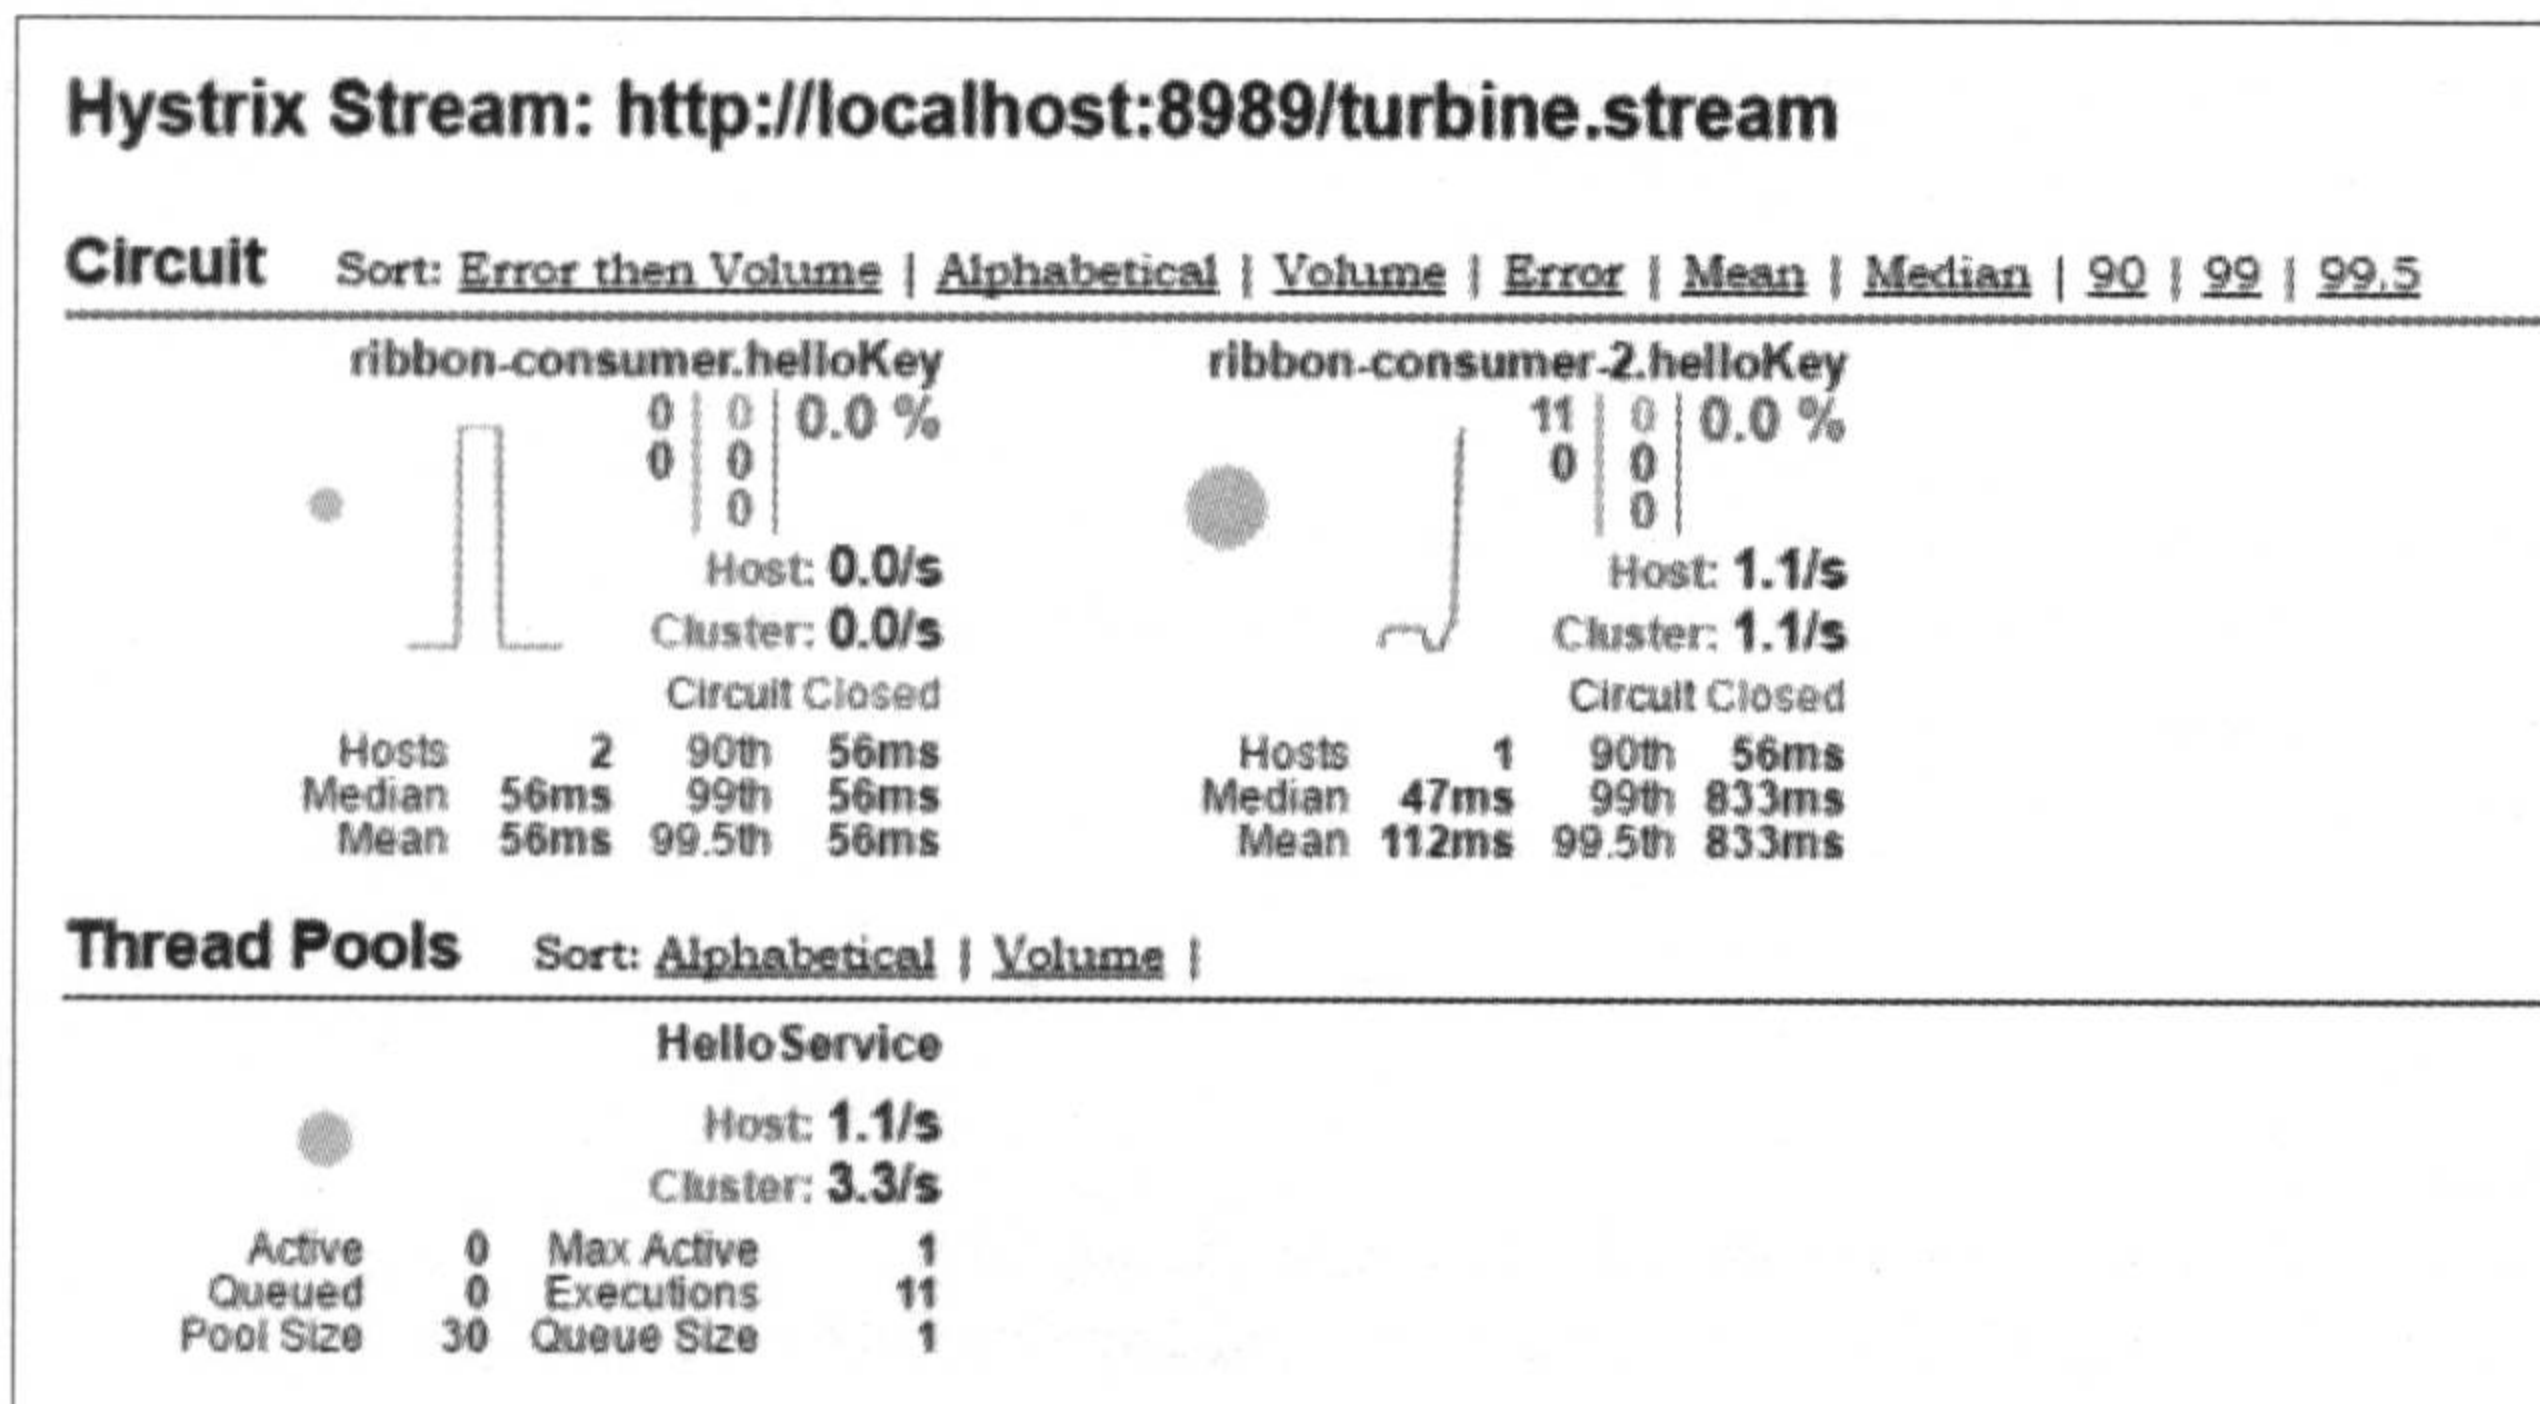 Hystrix Stream: http://localhost:8989/turbine.stream
Circuit Sort: Error then Volume | Alphabetical | Volume | Error | Mean | Median | 90 | 99 | 99.5
ribbon-consumer.helloKey
0 | 0 | 0.0 %
0 | 0
0
Host: 0.0/s
Cluster: 0.0/s
Circuit Closed
Hosts 2 90th 56ms
Median 56ms 99th 56ms
Mean 56ms 99.5th 56ms
ribbon-consumer-2.helloKey
11 | 0 | 0.0 %
0 | 0
0
Host: 1.1/s
Cluster: 1.1/s
Circuit Closed
Hosts 1 90th 56ms
Median 47ms 99th 833ms
Mean 112ms 99.5th 833ms
Thread Pools Sort: Alphabetical | Volume |
HelloService
Host: 1.1/s
Cluster: 3.3/s
Active 0 Max Active 1
Queued 0 Executions 11
Pool Size 30 Queue Size 1